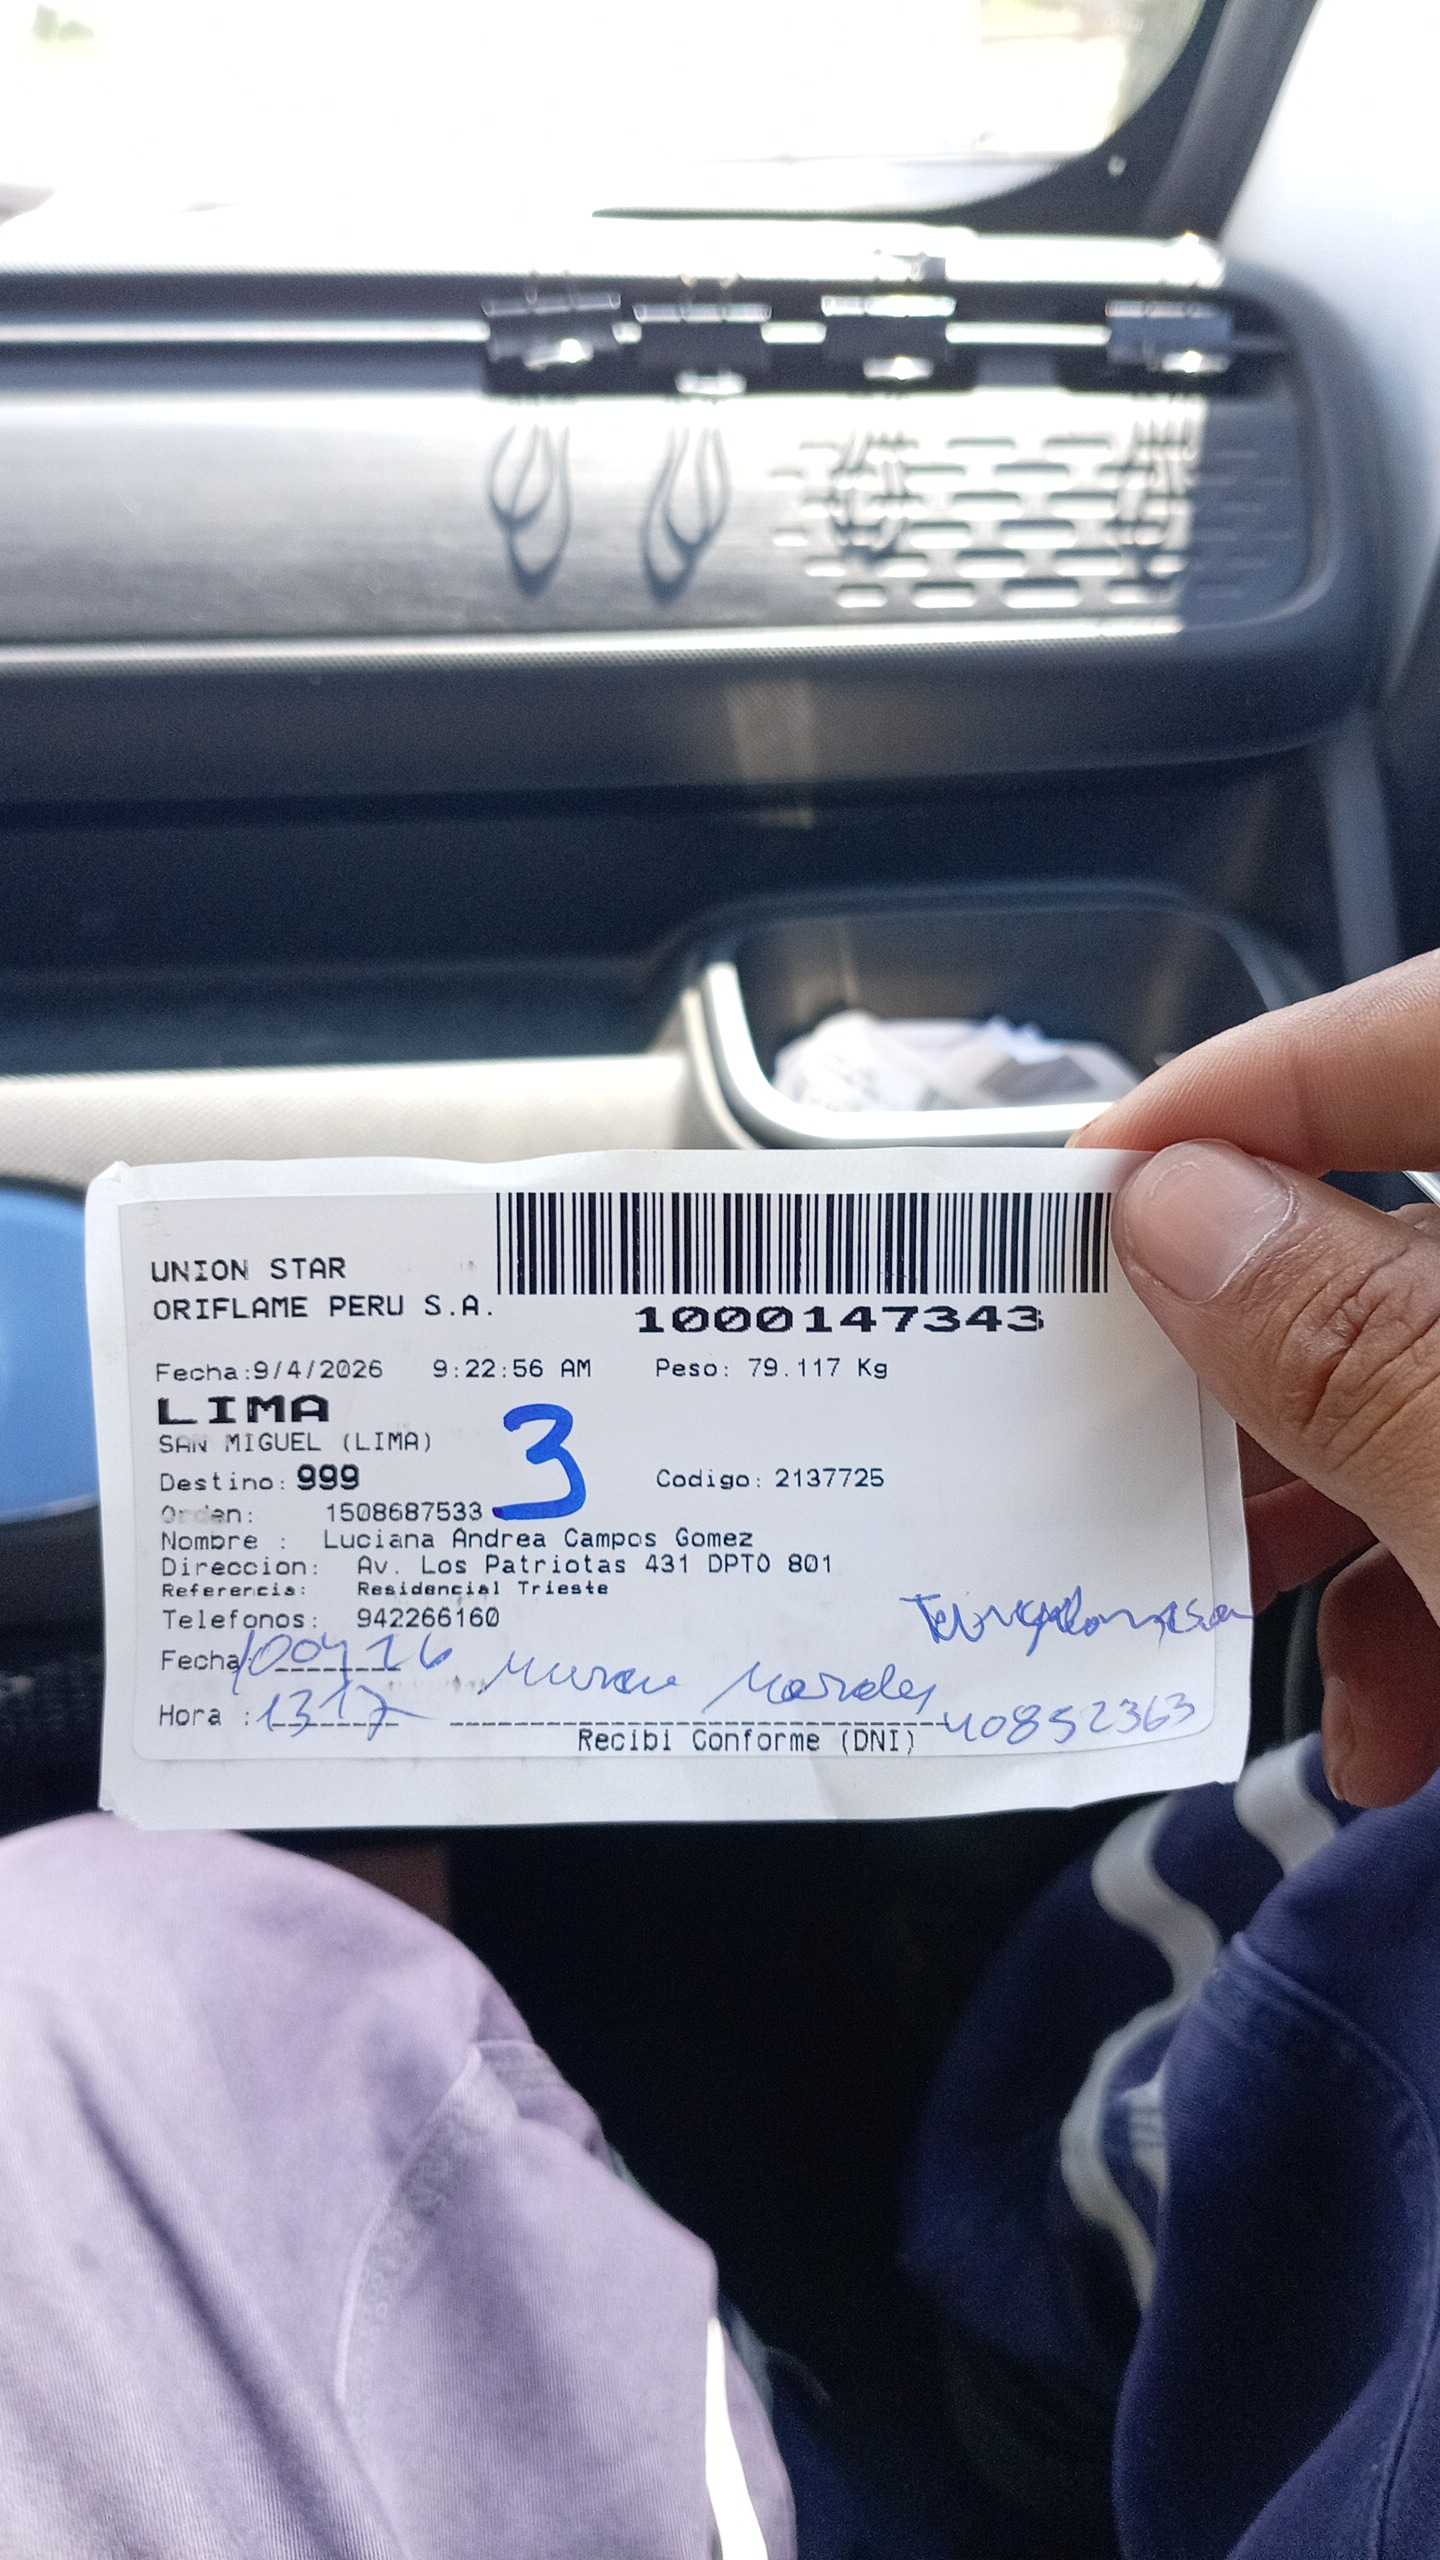 UNION STAR
ORIFLAME PERU S.A.
1000147343
Fecha:9/4/2026 9:22:56 AM Peso: 79.117 Kg
LIMA
SAN MIGUEL (LIMA)
3
Destino: 999 Codigo: 2137725
Orden: 1508687533
Nombre : Luciana Andrea Campos Gomez
Direccion: Av. Los Patriotas 431 DPTO 801
Referencia: Residencial Trieste
Telefonos: 942266160
Fecha
Hora : 1317 40852363
Recibi Conforme (DNI)